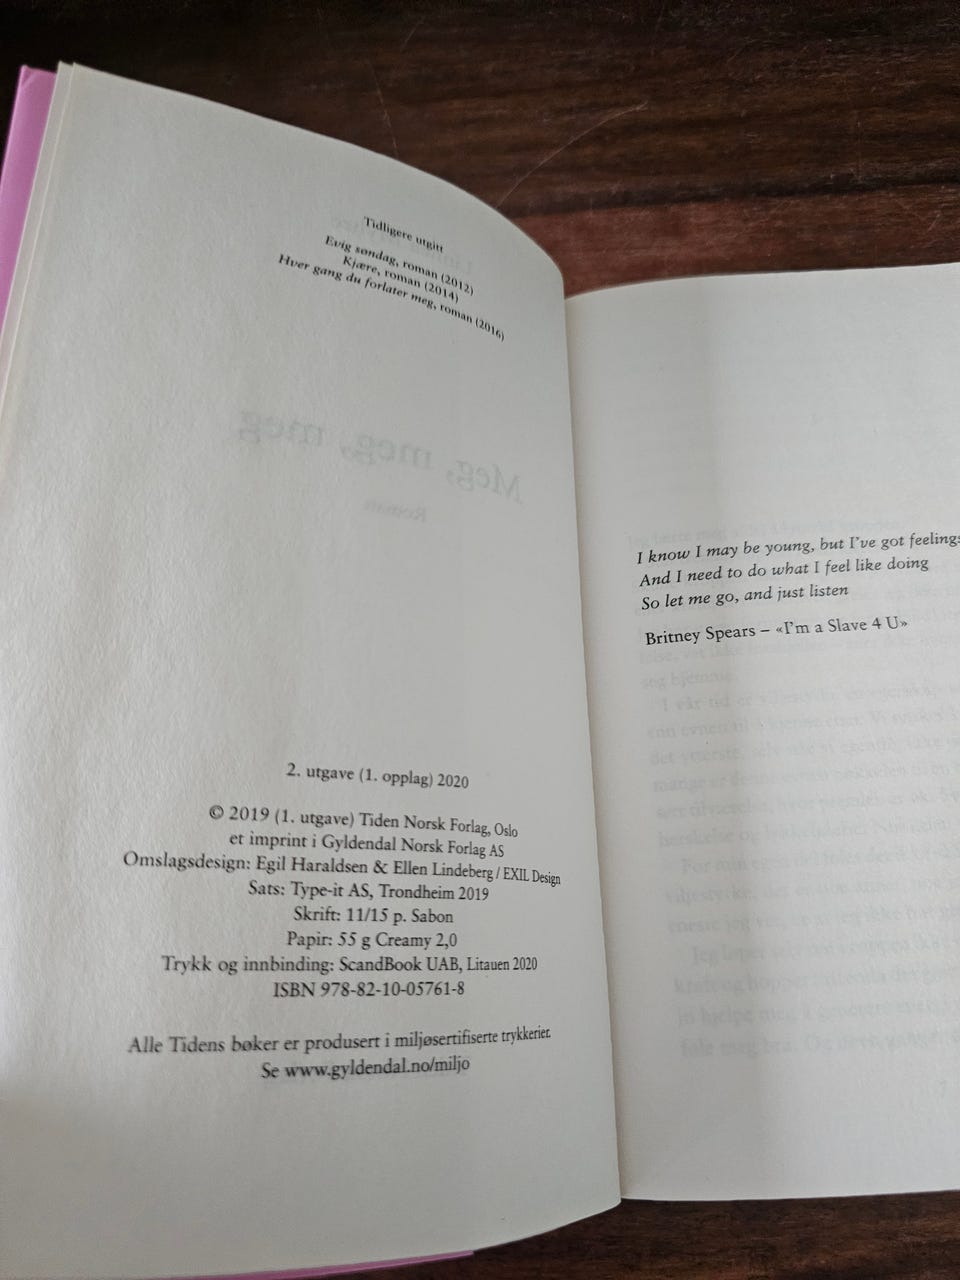 Tidligere utgitt
Evig søndag, roman (2012)
Kjære, roman (2014)
Hver gang du forlater meg, roman (2016)
Meg, meg, meg
Roman
2. utgave (1. opplag) 2020
© 2019 (1. utgave) Tiden Norsk Forlag, Oslo
et imprint i Gyldendal Norsk Forlag AS
Omslagsdesign: Egil Haraldsen & Ellen Lindeberg / EXIL Design
Sats: Type-it AS, Trondheim 2019
Skrift: 11/15 p. Sabon
Papir: 55 g Creamy 2,0
Trykk og innbinding: ScandBook UAB, Litauen 2020
ISBN 978-82-10-05761-8
Alle Tidens bøker er produsert i miljøsertifiserte trykkerier.
Se www.gyldendal.no/miljo
I know I may be young, but I've got feelings
And I need to do what I feel like doing
So let me go, and just listen
Britney Spears – «I'm a Slave 4 U»